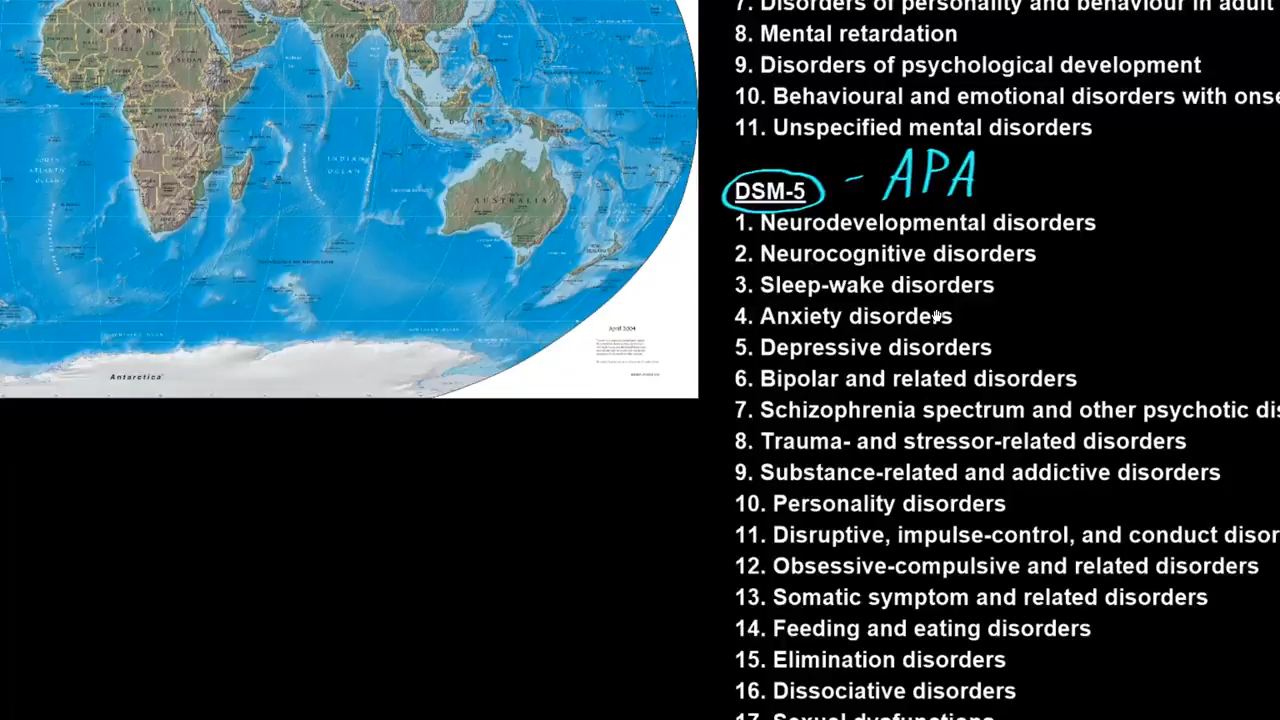 ALGERIA
LIBYA
INDIA
INDIAN
OCEAN
AUSTRALIA
Antarctica
April 2004
7. Disorders of personality and behaviour in adult
8. Mental retardation
9. Disorders of psychological development
10. Behavioural and emotional disorders with onse
11. Unspecified mental disorders
DSM-5 - APA
1. Neurodevelopmental disorders
2. Neurocognitive disorders
3. Sleep-wake disorders
4. Anxiety disorders
5. Depressive disorders
6. Bipolar and related disorders
7. Schizophrenia spectrum and other psychotic dis
8. Trauma- and stressor-related disorders
9. Substance-related and addictive disorders
10. Personality disorders
11. Disruptive, impulse-control, and conduct disor
12. Obsessive-compulsive and related disorders
13. Somatic symptom and related disorders
14. Feeding and eating disorders
15. Elimination disorders
16. Dissociative disorders
17. Sexual dysfunctions